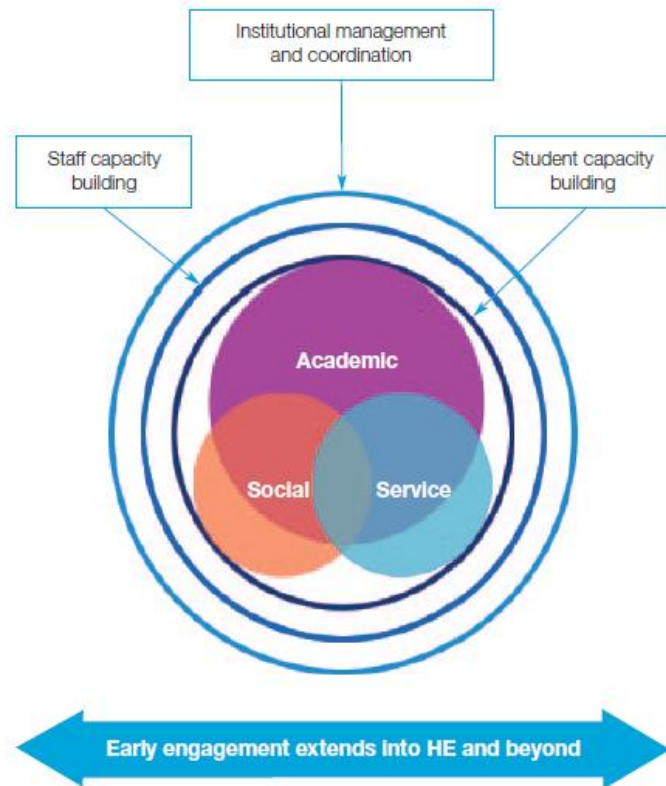 Institutional management
and coordination
Staff capacity
building
Student capacity
building
Academic
Social
Service
Early engagement extends into HE and beyond